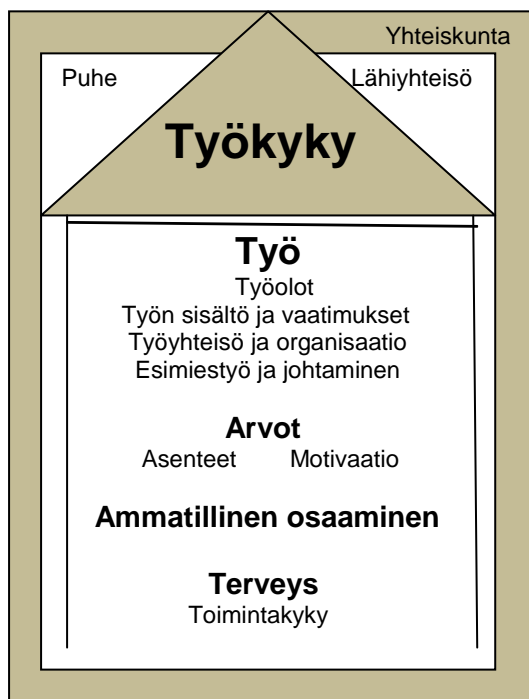 Yhteiskunta
Puhe Lähiyhteisö
Työkyky
Työ
Työolot
Työn sisältö ja vaatimukset
Työyhteisö ja organisaatio
Esimiestyö ja johtaminen
Arvot
Asenteet Motivaatio
Ammatillinen osaaminen
Terveys
Toimintakyky